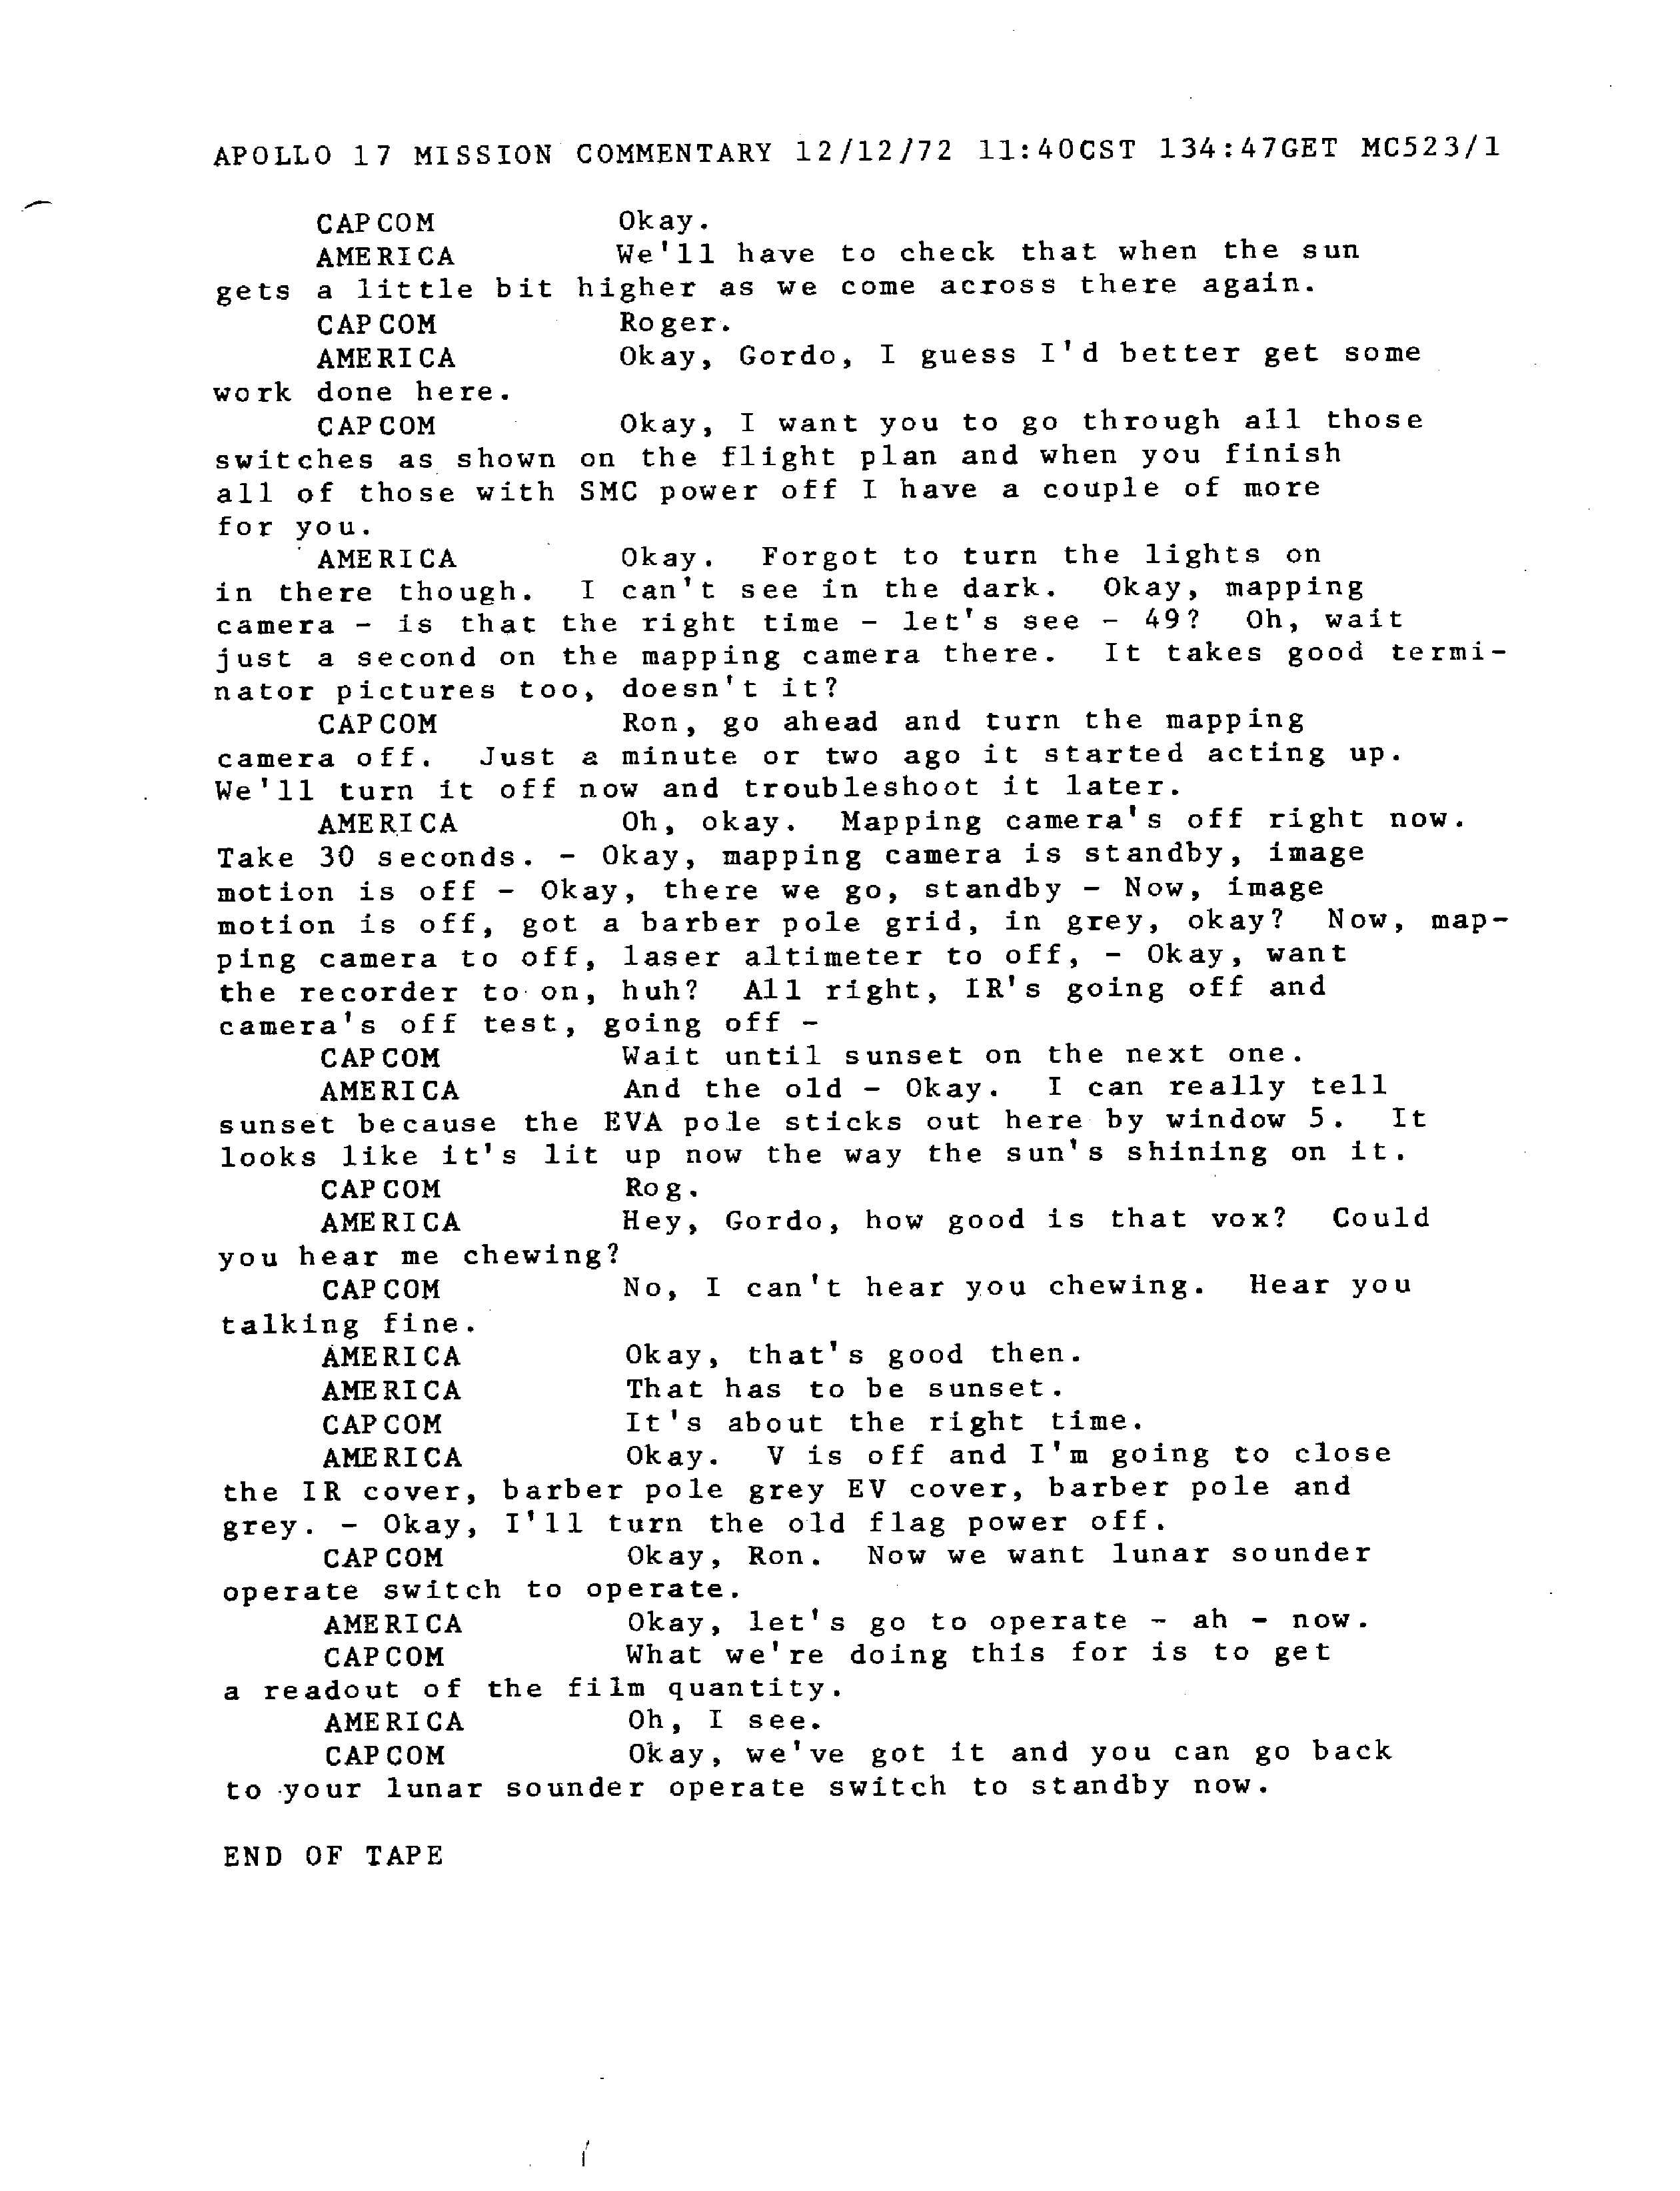 APOLLO 17 MISSION COMMENTARY 12/12/72 11:40CST 134:47GET MC523/1
CAPCOM Okay.
AMERICA We'll have to check that when the sun
gets a little bit higher as we come across there again.
CAPCOM Roger.
AMERICA Okay, Gordo, I guess I'd better get some
work done here.
CAPCOM Okay, I want you to go through all those
switches as shown on the flight plan and when you finish
all of those with SMC power off I have a couple of more
for you.
AMERICA Okay. Forgot to turn the lights on
in there though. I can't see in the dark. Okay, mapping
camera - is that the right time - let's see - 49? Oh, wait
just a second on the mapping camera there. It takes good termi-
nator pictures too, doesn't it?
CAPCOM Ron, go ahead and turn the mapping
camera off. Just a minute or two ago it started acting up.
We'll turn it off now and troubleshoot it later.
AMERICA Oh, okay. Mapping camera's off right now.
Take 30 seconds. - Okay, mapping camera is standby, image
motion is off - Okay, there we go, standby - Now, image
motion is off, got a barber pole grid, in grey, okay? Now, map-
ping camera to off, laser altimeter to off, - Okay, want
the recorder to on, huh? All right, IR's going off and
camera's off test, going off -
CAPCOM Wait until sunset on the next one.
AMERICA And the old - Okay. I can really tell
sunset because the EVA pole sticks out here by window 5. It
looks like it's lit up now the way the sun's shining on it.
CAPCOM Rog.
AMERICA Hey, Gordo, how good is that vox? Could
you hear me chewing?
CAPCOM No, I can't hear you chewing. Hear you
talking fine.
AMERICA Okay, that's good then.
AMERICA That has to be sunset.
CAPCOM It's about the right time.
AMERICA Okay. V is off and I'm going to close
the IR cover, barber pole grey EV cover, barber pole and
grey. - Okay, I'll turn the old flag power off.
CAPCOM Okay, Ron. Now we want lunar sounder
operate switch to operate.
AMERICA Okay, let's go to operate - ah - now.
CAPCOM What we're doing this for is to get
a readout of the film quantity.
AMERICA Oh, I see.
CAPCOM Okay, we've got it and you can go back
to your lunar sounder operate switch to standby now.
END OF TAPE